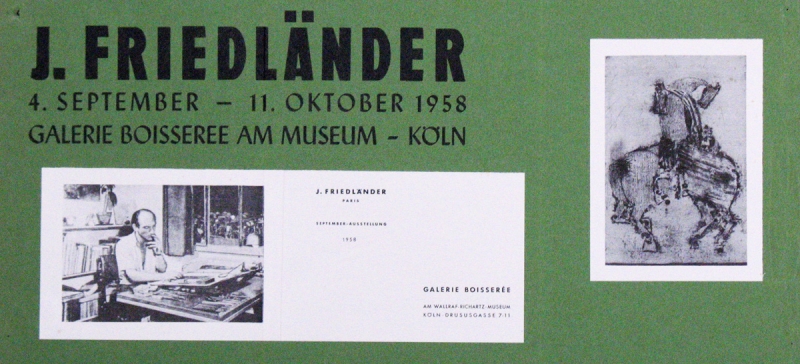 J. FRIEDLÄNDER
4. SEPTEMBER – 11. OKTOBER 1958
GALERIE BOISSEREE AM MUSEUM – KÖLN
J. FRIEDLÄNDER
PARIS
SEPTEMBER-AUSSTELLUNG
1958
GALERIE BOISSERÉE
AM WALLRAF-RICHARTZ-MUSEUM
KÖLN DRUSUSGASSE 7-11